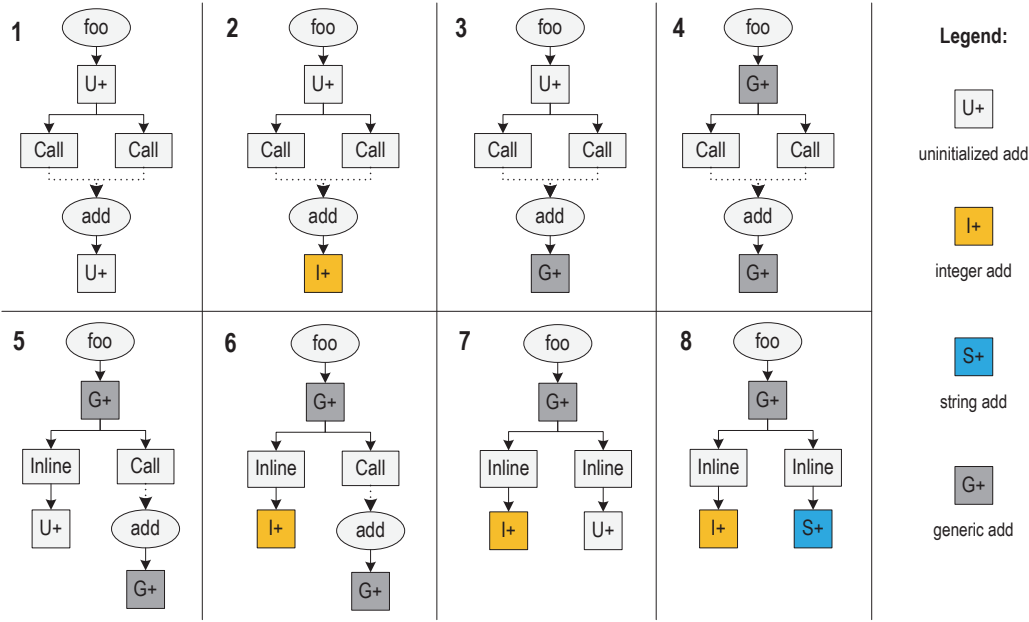 1
foo
U+
Call Call
add
U+
2
foo
U+
Call Call
add
I+
3
foo
U+
Call Call
add
G+
4
foo
G+
Call Call
add
G+
5
foo
G+
Inline Call
U+ add
G+
6
foo
G+
Inline Call
I+ add
G+
7
foo
G+
Inline Inline
I+ U+
8
foo
G+
Inline Inline
I+ S+
Legend:
U+
uninitialized add
I+
integer add
S+
string add
G+
generic add